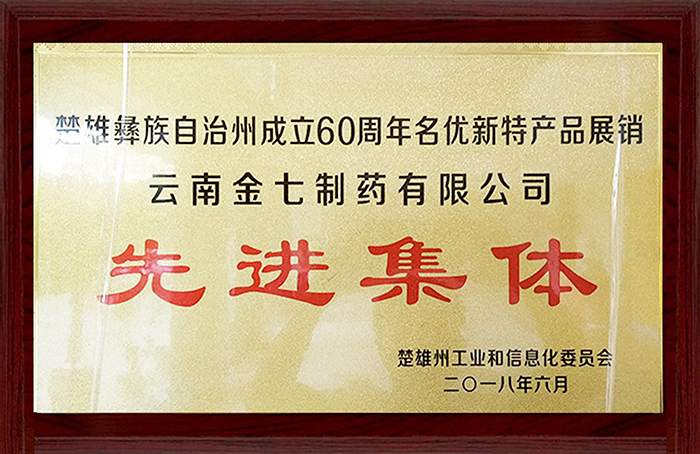 楚雄彝族自治州成立60周年名优新特产品展销
云南金七制药有限公司
先进集体
楚雄州工业和信息化委员会
二〇一八年六月